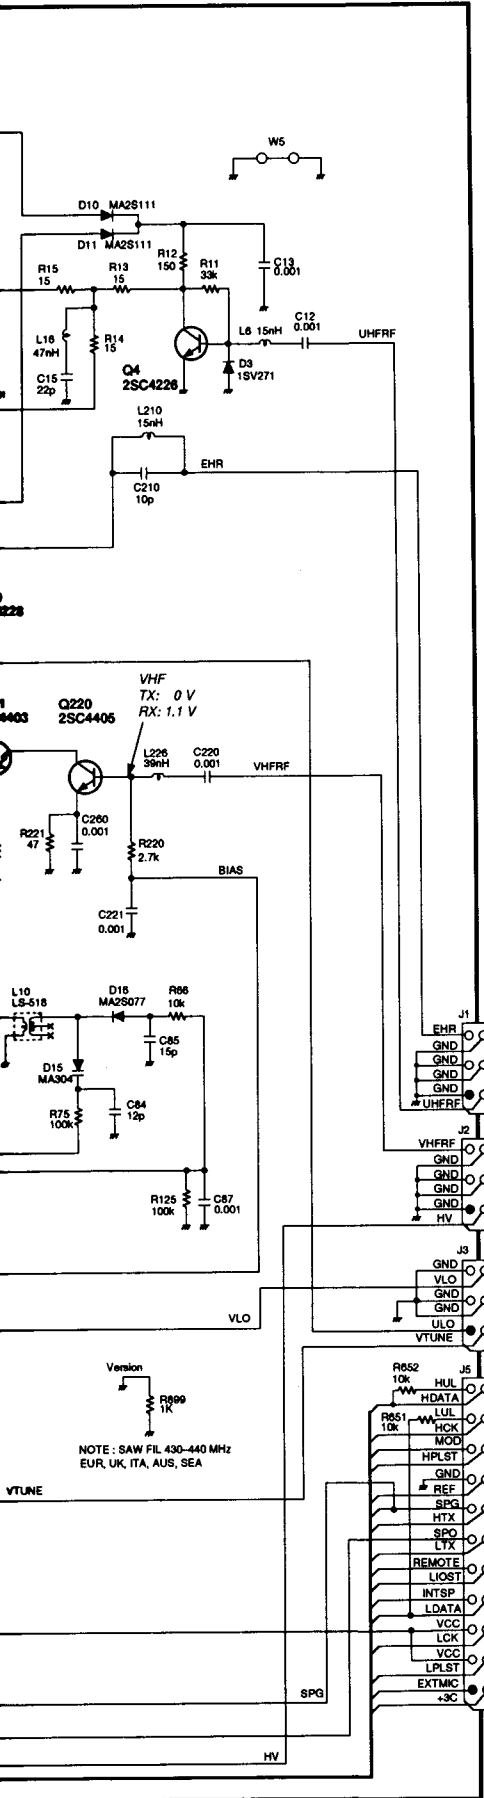 W5
D10 MA2S111
D11 MA2S111
R12
150
C13
0.001
R15
15
R13
15
R11
33k
L16
47nH
R14
15
L6 15nH
C12
0.001
UHFRF
Q4
2SC4226
D3
1SV271
C15
22p
L210
15nH
EHR
C210
10p
VHF
TX: 0 V
RX: 1.1 V
4403
Q220
2SC4405
L226
39nH
C220
0.001
VHFRF
R221
47
C260
0.001
R220
2.7k
BIAS
C221
0.001
L10
LS-518
D16
MA2S077
R66
10k
C85
15p
D15
MA304
R75
100k
C84
12p
R125
100k
C87
0.001
J1
EHR
GND
GND
GND
GND
UHFRF
J2
VHFRF
GND
GND
GND
GND
HV
J3
GND
VLO
GND
GND
ULO
VTUNE
VLO
Version
R899
1K
NOTE : SAW FIL 430-440 MHz
EUR, UK, ITA, AUS, SEA
VTUNE
J5
R652
10k
HUL
HDATA
R651
10k
LUL
HCK
MOD
HPLST
GND
REF
SPG
HTX
SPO
LTX
REMOTE
LIOST
INTSP
LDATA
VCC
LCK
VCC
LPLST
EXTMIC
+3C
SPG
HV